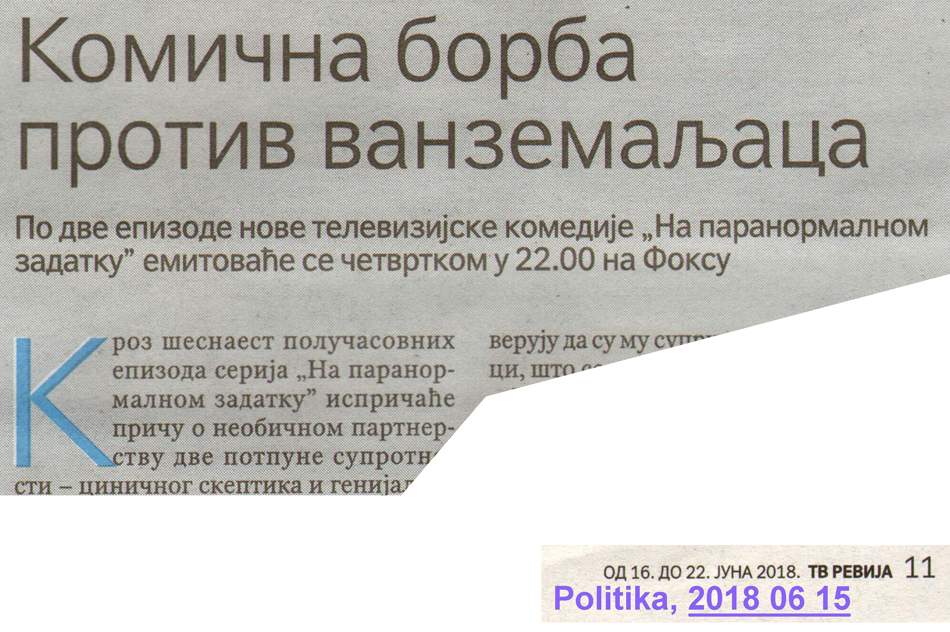 Комична борба
против ванземаљаца
По две епизоде нове телевизијске комедије „На паранормалном
задатку” емитоваће се четвртком у 22.00 на Фоксу
Кроз шеснаест получасовних
епизода серија „На паранор-
малном задатку” испричаће
причу о необичном партнер-
ству две потпуне супротн
сти – циничног скептика и
верују да су му
ци, што
ОД 16. ДО 22. ЈУНА 2018. ТВ РЕВИЈА 11
Politika, 2018 06 15